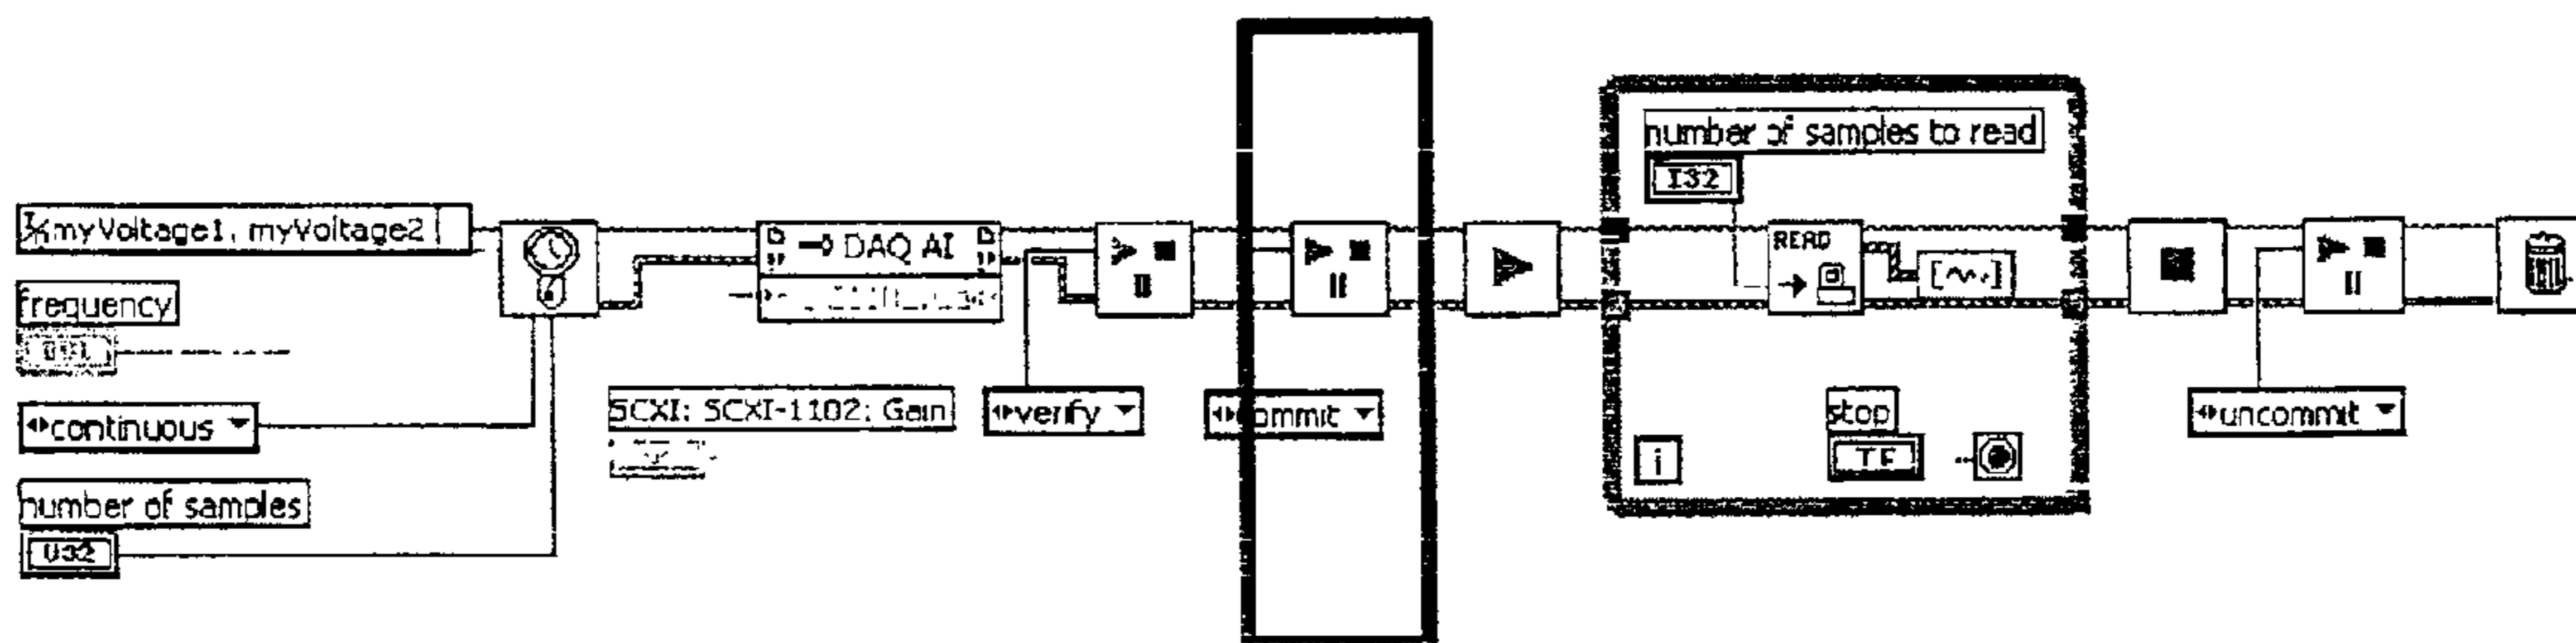 myVoltage1, myVoltage2
frequency
continuous
number of samples
U32
DAQ AI
SCXI: SCXI-1102: Gain
verify
commit
number of samples to read
I32
READ
i
stop
TF
uncommit